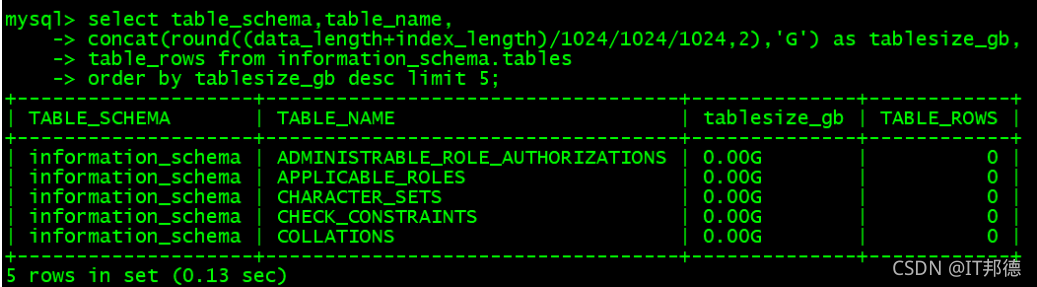 mysql> select table_schema,table_name,
    -> concat(round((data_length+index_length)/1024/1024/1024,2),'G') as tablesize_gb,
    -> table_rows from information_schema.tables
    -> order by tablesize_gb desc limit 5;
+--------------------+-----------------------------------+--------------+------------+
| TABLE_SCHEMA       | TABLE_NAME                        | tablesize_gb | TABLE_ROWS |
+--------------------+-----------------------------------+--------------+------------+
| information_schema | ADMINISTRABLE_ROLE_AUTHORIZATIONS | 0.00G        |          0 |
| information_schema | APPLICABLE_ROLES                  | 0.00G        |          0 |
| information_schema | CHARACTER_SETS                    | 0.00G        |          0 |
| information_schema | CHECK_CONSTRAINTS                 | 0.00G        |          0 |
| information_schema | COLLATIONS                        | 0.00G        |          0 |
+--------------------+-----------------------------------+--------------+------------+
5 rows in set (0.13 sec)
CSDN @IT邦德